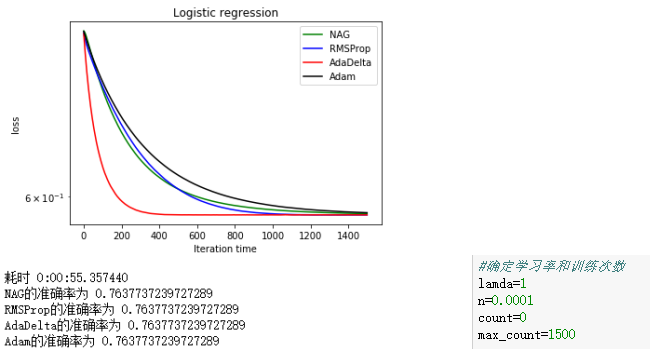 Logistic regression
NAG
RMSProp
AdaDelta
Adam
loss
6 × 10⁻¹
0 200 400 600 800 1000 1200 1400
Iteration time
耗时 0:00:55.357440
NAG的准确率为 0.7637737239727289
RMSProp的准确率为 0.7637737239727289
AdaDelta的准确率为 0.7637737239727289
Adam的准确率为 0.7637737239727289
#确定学习率和训练次数
lamda=1
n=0.0001
count=0
max_count=1500